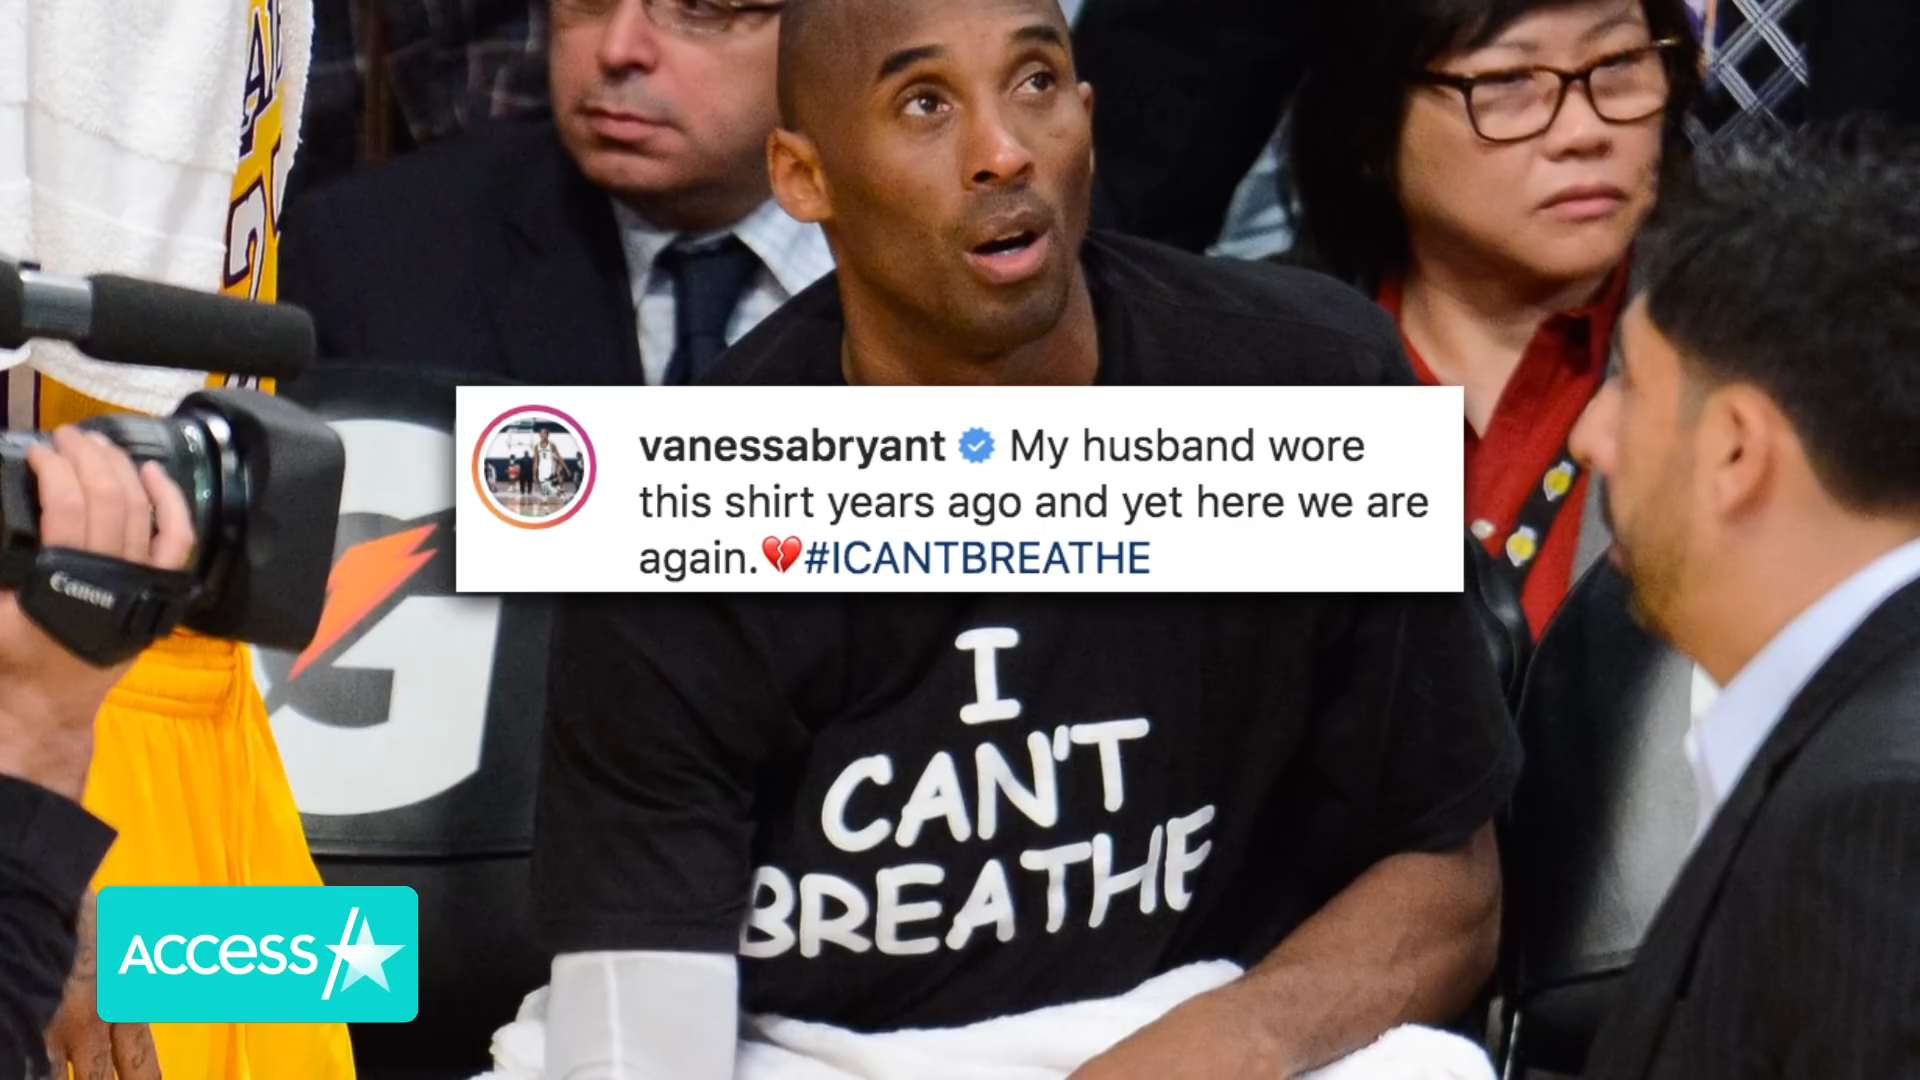 vanessabryant My husband wore
this shirt years ago and yet here we are
again.💔#ICANTBREATHE
Canon
G
I
CAN'T
BREATHE
ACCESS